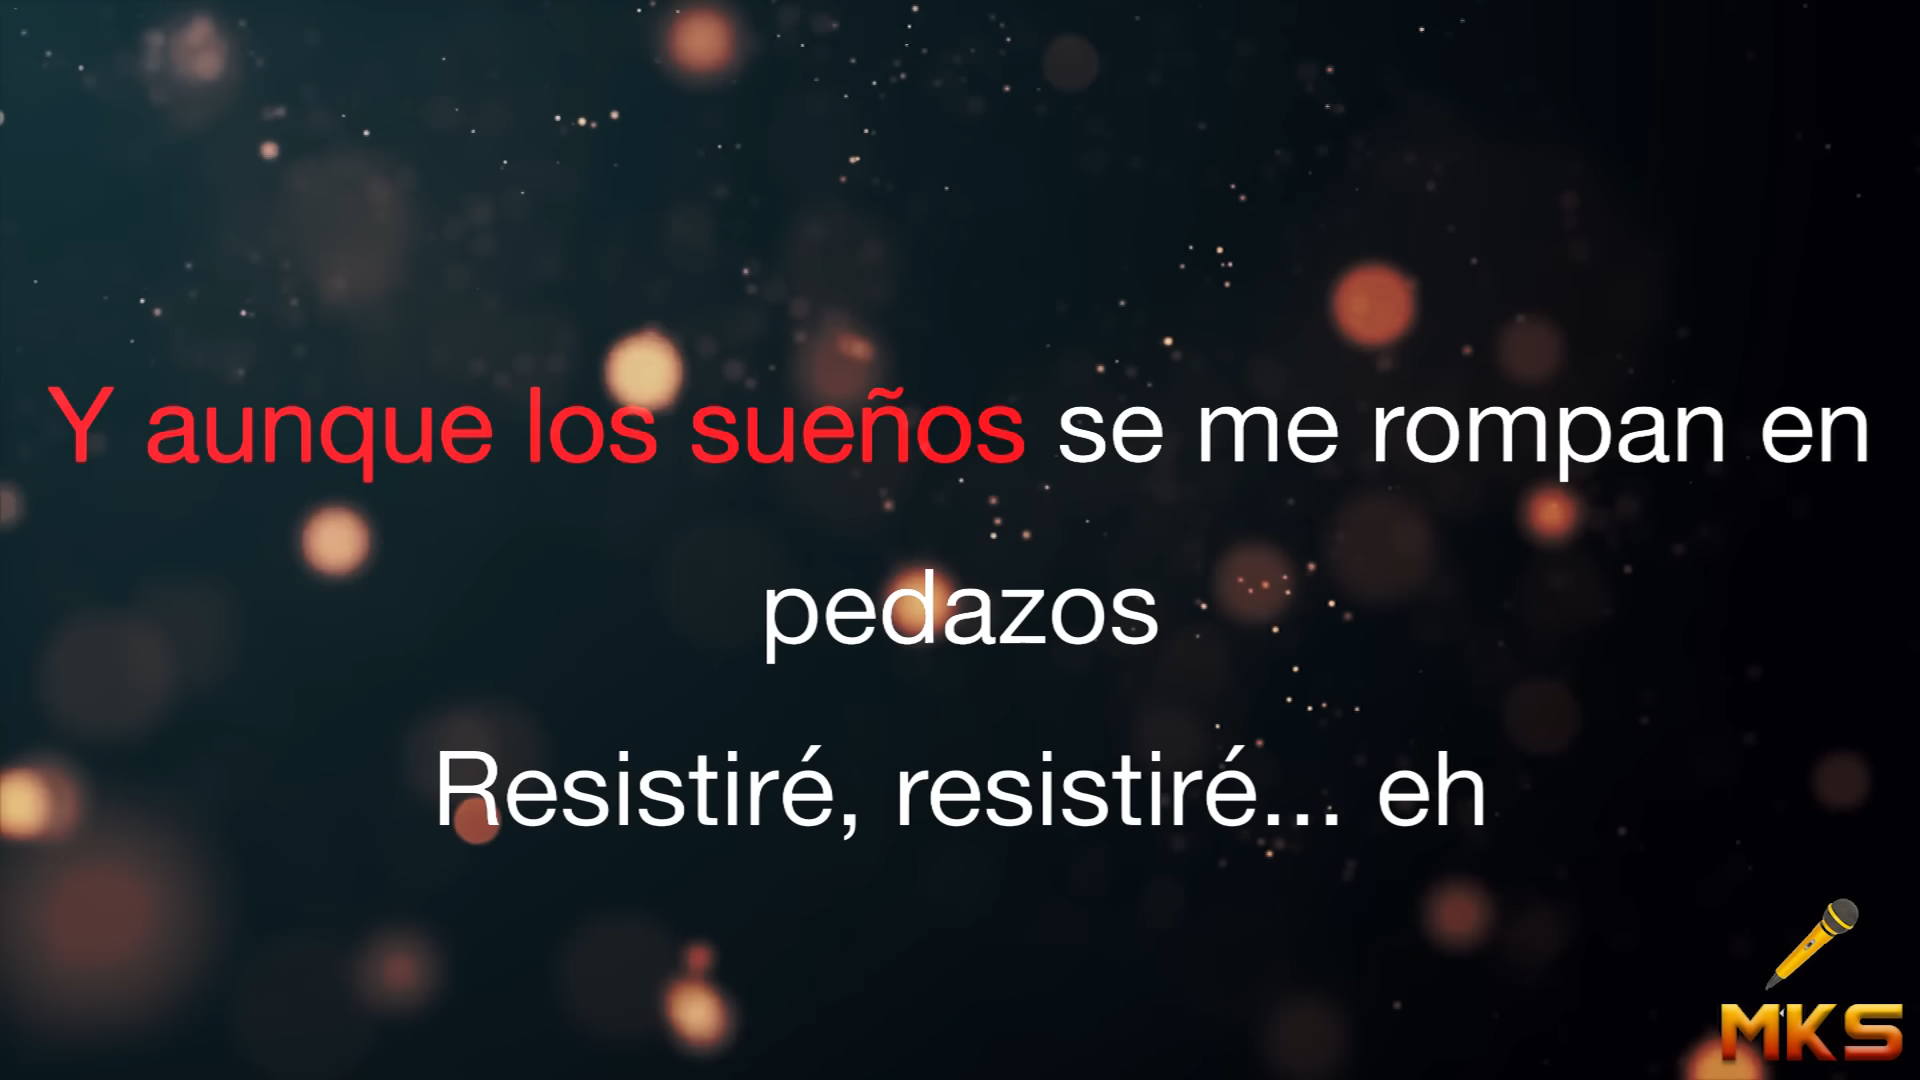 Y aunque los sueños se me rompan en
pedazos
Resistiré, resistiré... eh
MKS